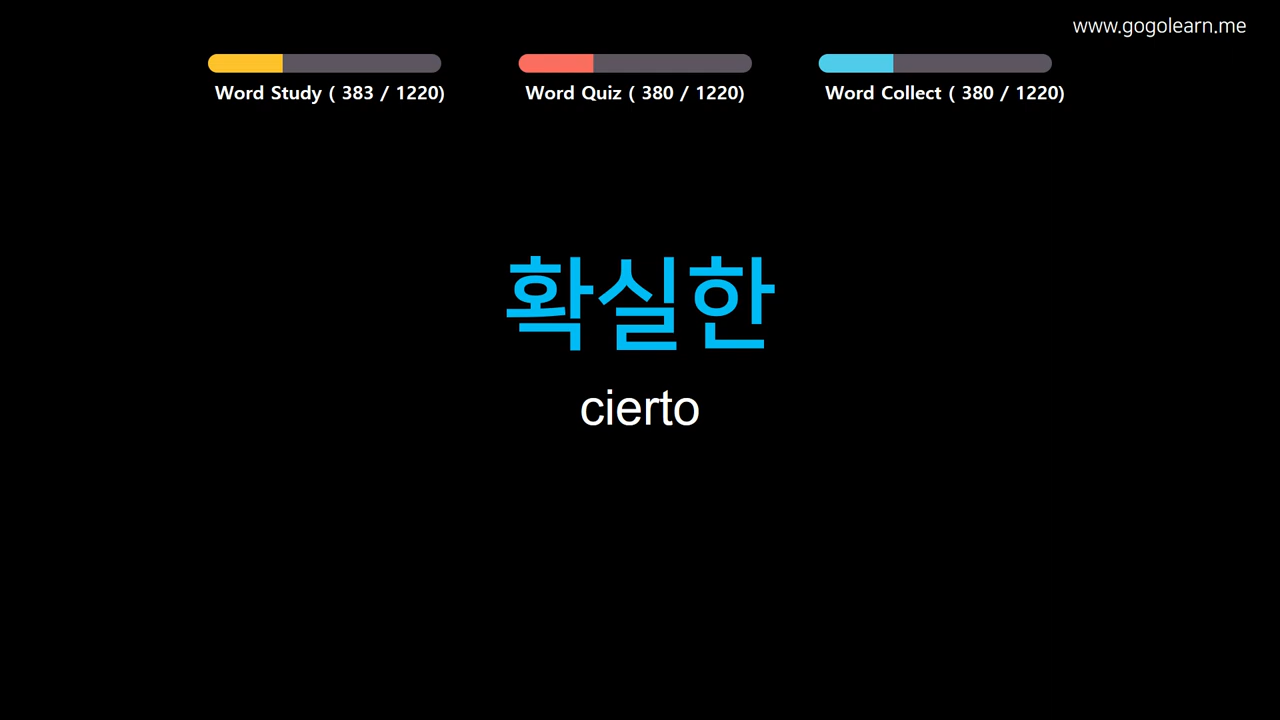 www.gogolearn.me
Word Study ( 383 / 1220)
Word Quiz ( 380 / 1220)
Word Collect ( 380 / 1220)
확실한
cierto